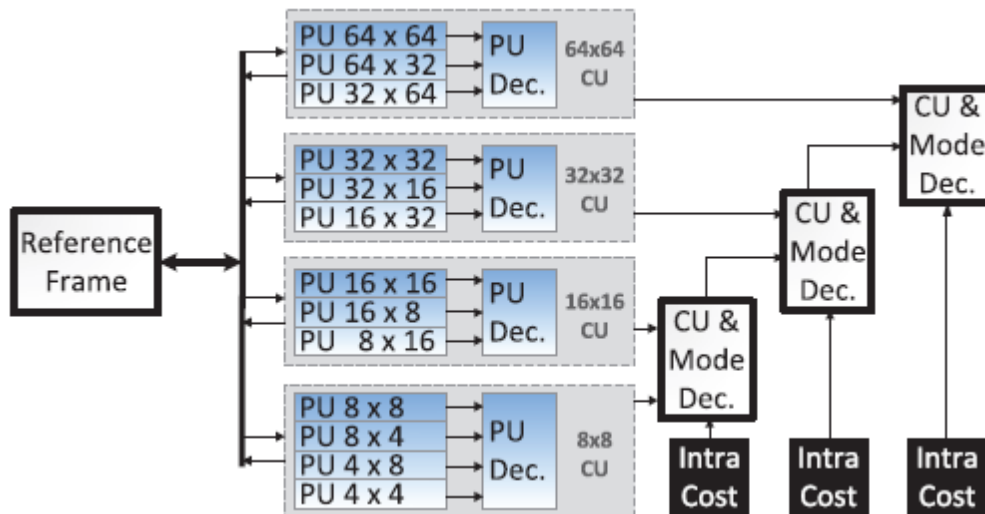 Reference
Frame
PU 64 x 64
PU 64 x 32
PU 32 x 64
PU
Dec.
64x64
CU
PU 32 x 32
PU 32 x 16
PU 16 x 32
PU
Dec.
32x32
CU
PU 16 x 16
PU 16 x 8
PU 8 x 16
PU
Dec.
16x16
CU
PU 8 x 8
PU 8 x 4
PU 4 x 8
PU 4 x 4
PU
Dec.
8x8
CU
CU &
Mode
Dec.
CU &
Mode
Dec.
CU &
Mode
Dec.
Intra
Cost
Intra
Cost
Intra
Cost